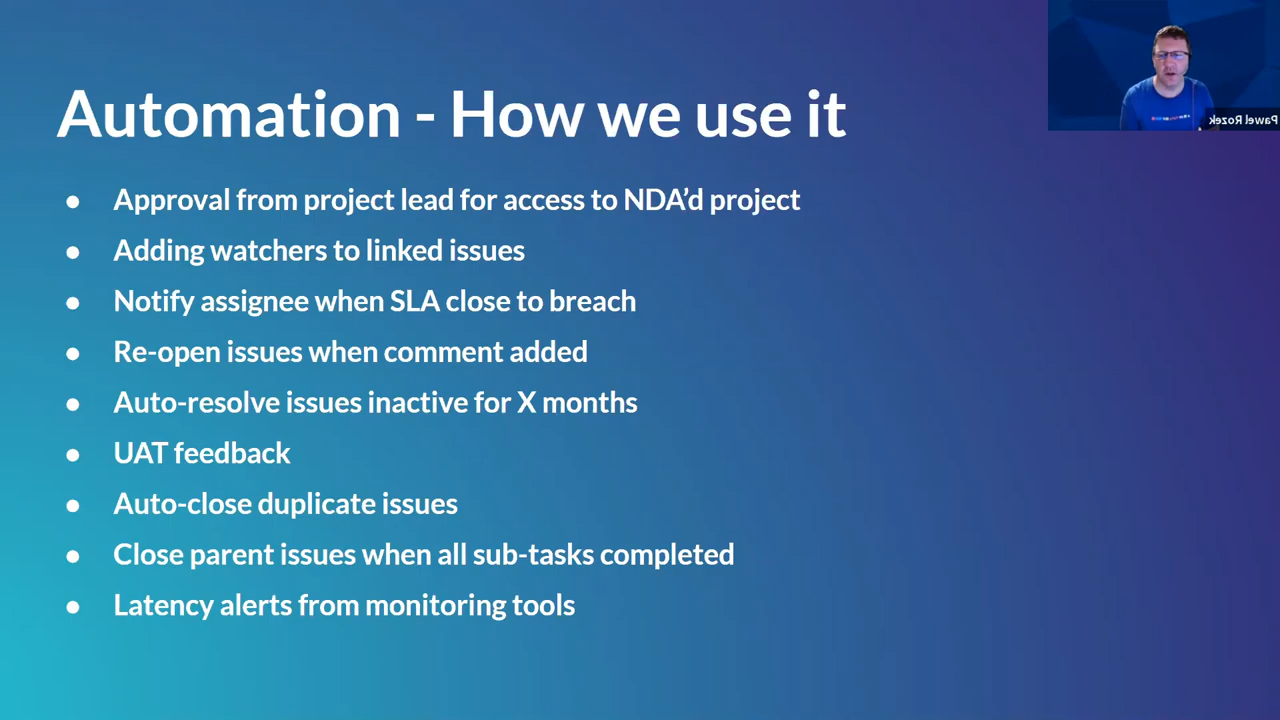 Automation - How we use it
Pawel Rozek
● Approval from project lead for access to NDA’d project
● Adding watchers to linked issues
● Notify assignee when SLA close to breach
● Re-open issues when comment added
● Auto-resolve issues inactive for X months
● UAT feedback
● Auto-close duplicate issues
● Close parent issues when all sub-tasks completed
● Latency alerts from monitoring tools